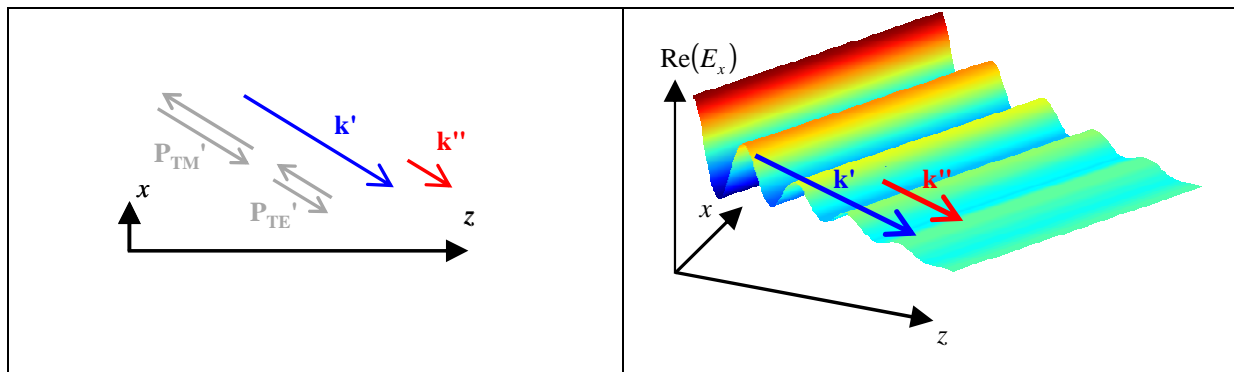 k'
k''
P_TM'
x
P_TE'
z
Re(E_x)
k'
k''
x
z